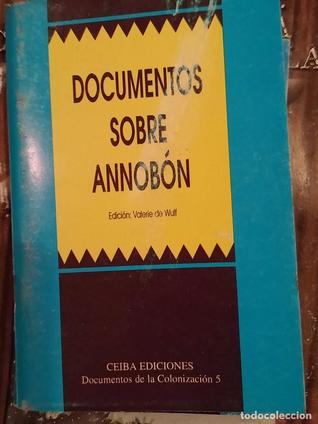 DOCUMENTOS
SOBRE
ANNOBÓN
Edición: Valerie de Wulf
CEIBA EDICIONES
Documentos de la Colonización 5
todocoleccion